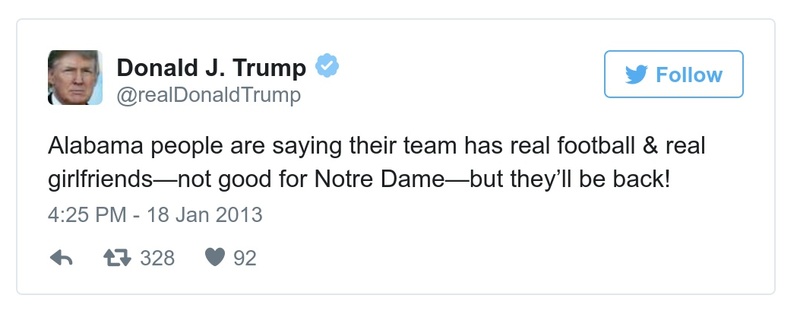 Donald J. Trump
@realDonaldTrump
Follow
Alabama people are saying their team has real football & real
girlfriends—not good for Notre Dame—but they’ll be back!
4:25 PM - 18 Jan 2013
328 92